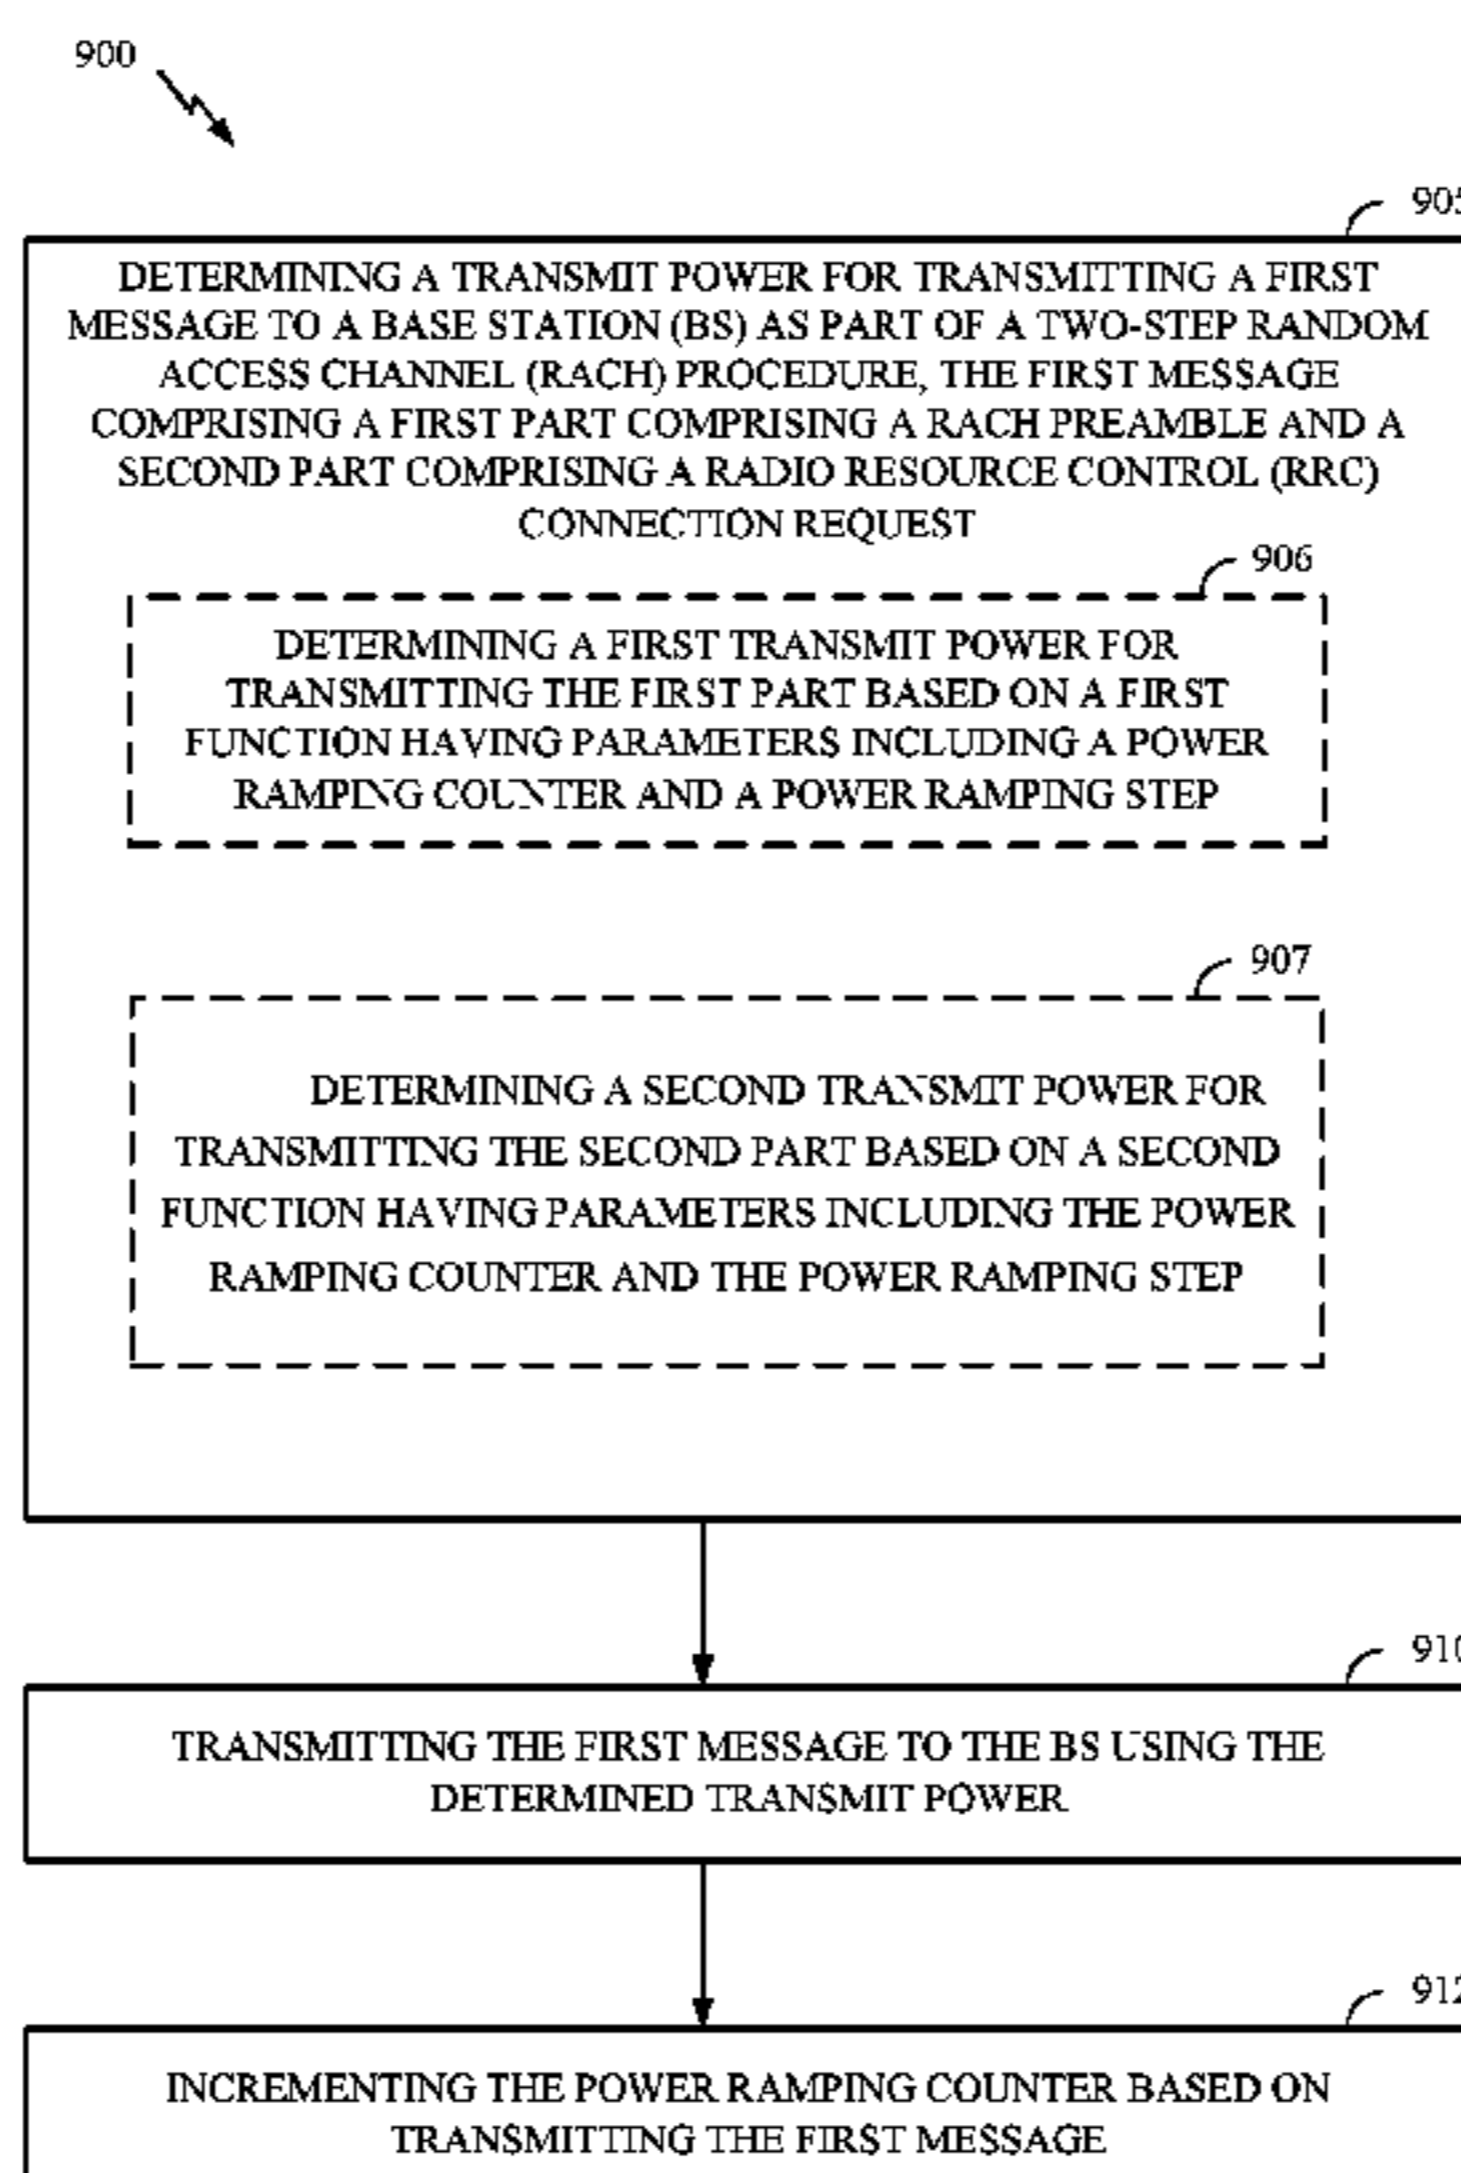 900
905
DETERMINING A TRANSMIT POWER FOR TRANSMITTING A FIRST
MESSAGE TO A BASE STATION (BS) AS PART OF A TWO-STEP RANDOM
ACCESS CHANNEL (RACH) PROCEDURE, THE FIRST MESSAGE
COMPRISING A FIRST PART COMPRISING A RACH PREAMBLE AND A
SECOND PART COMPRISING A RADIO RESOURCE CONTROL (RRC)
CONNECTION REQUEST
906
DETERMINING A FIRST TRANSMIT POWER FOR
TRANSMITTING THE FIRST PART BASED ON A FIRST
FUNCTION HAVING PARAMETERS INCLUDING A POWER
RAMPING COUNTER AND A POWER RAMPING STEP
907
DETERMINING A SECOND TRANSMIT POWER FOR
TRANSMITTING THE SECOND PART BASED ON A SECOND
FUNCTION HAVING PARAMETERS INCLUDING THE POWER
RAMPING COUNTER AND THE POWER RAMPING STEP
910
TRANSMITTING THE FIRST MESSAGE TO THE BS USING THE
DETERMINED TRANSMIT POWER
912
INCREMENTING THE POWER RAMPING COUNTER BASED ON
TRANSMITTING THE FIRST MESSAGE